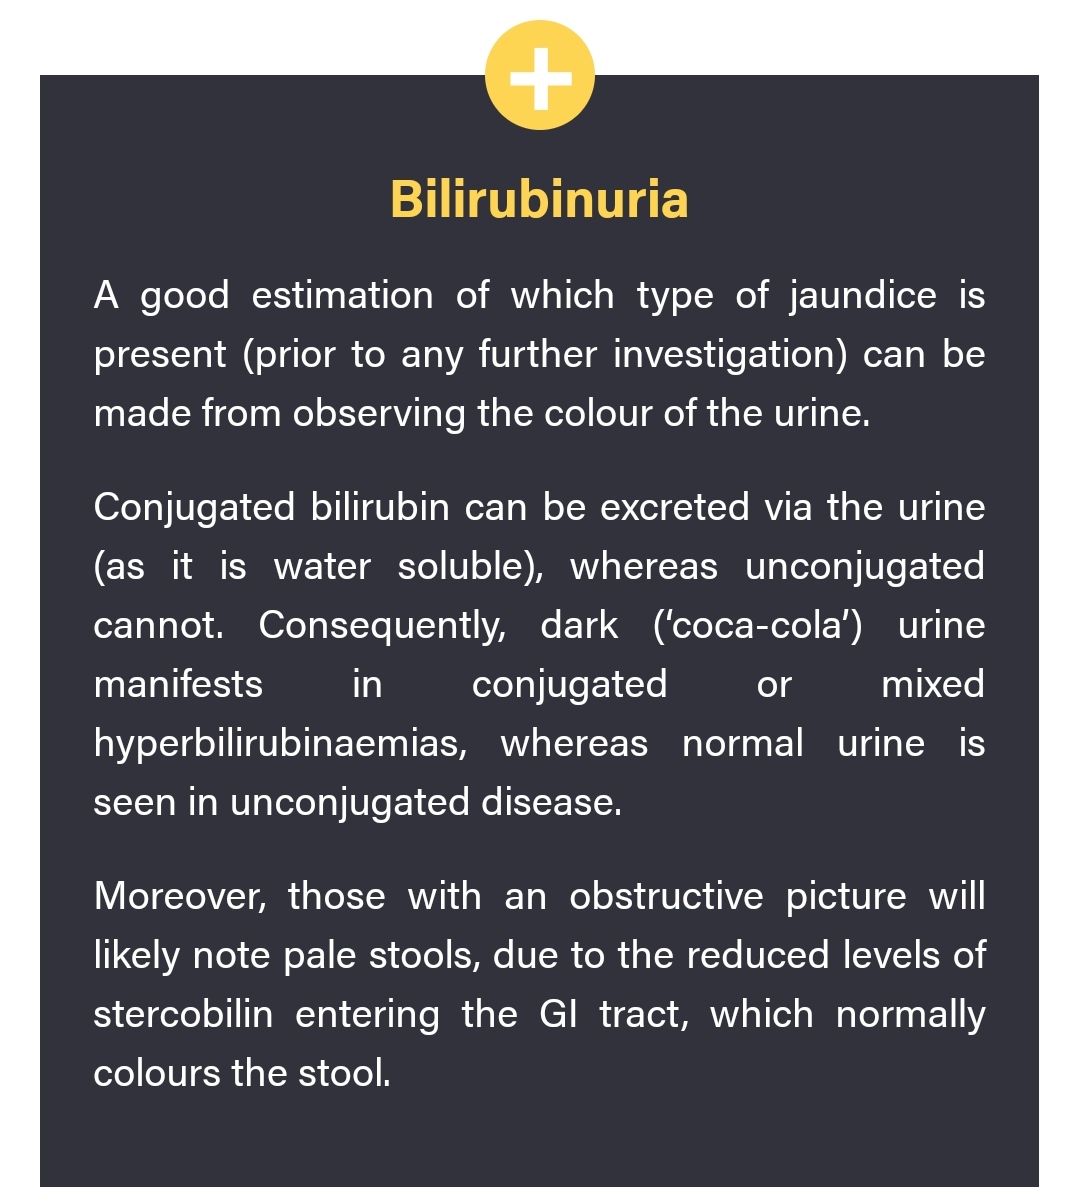 Bilirubinuria
A good estimation of which type of jaundice is
present (prior to any further investigation) can be
made from observing the colour of the urine.
Conjugated bilirubin can be excreted via the urine
(as it is water soluble), whereas unconjugated
cannot. Consequently, dark (‘coca-cola’) urine
manifests in conjugated or mixed
hyperbilirubinaemias, whereas normal urine is
seen in unconjugated disease.
Moreover, those with an obstructive picture will
likely note pale stools, due to the reduced levels of
stercobilin entering the GI tract, which normally
colours the stool.